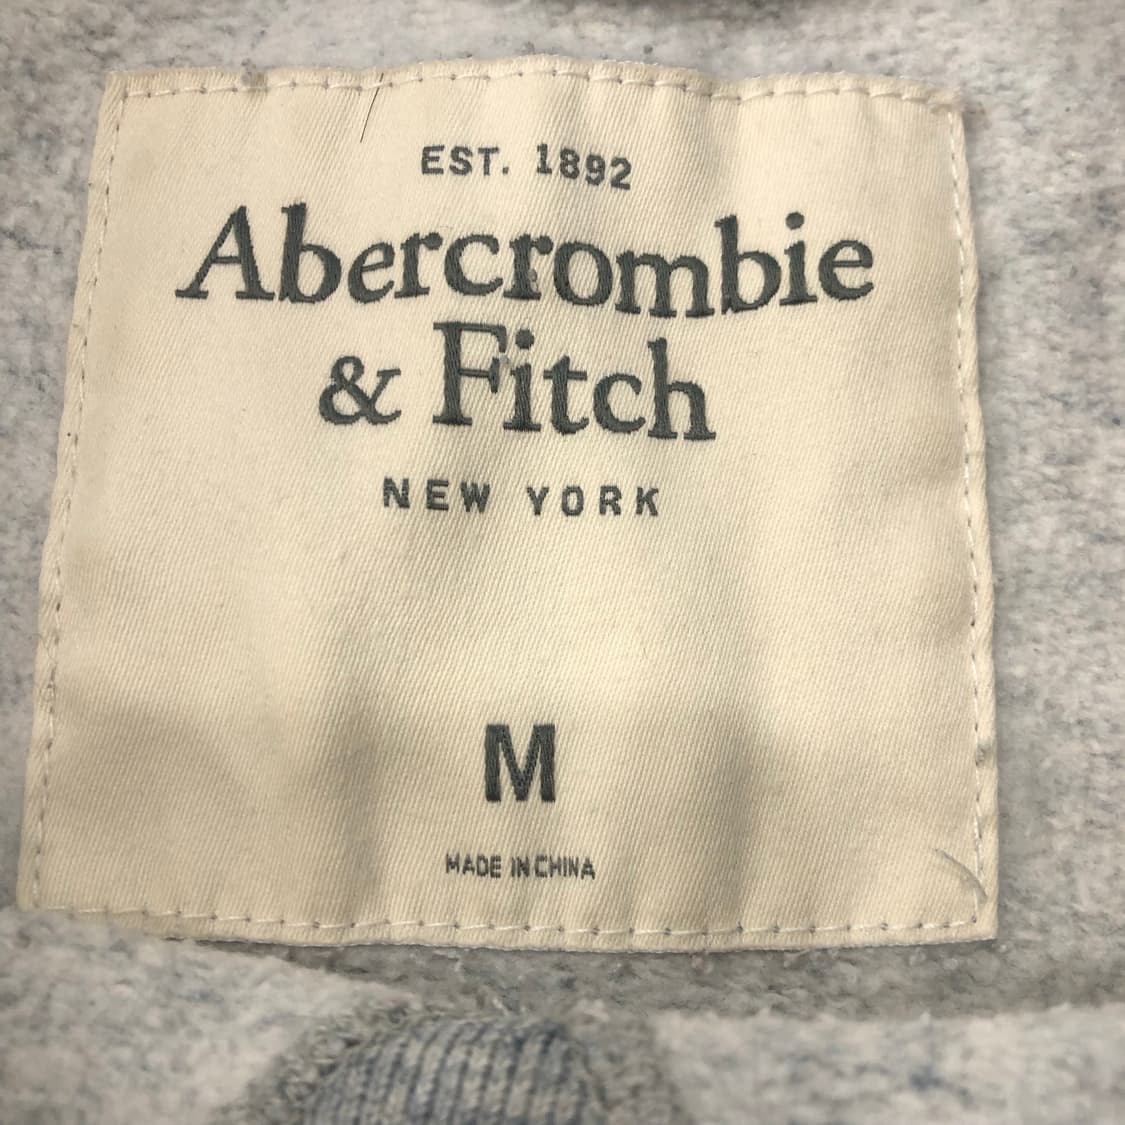 EST. 1892
Abercrombie
& Fitch
NEW YORK
M
MADE IN CHINA